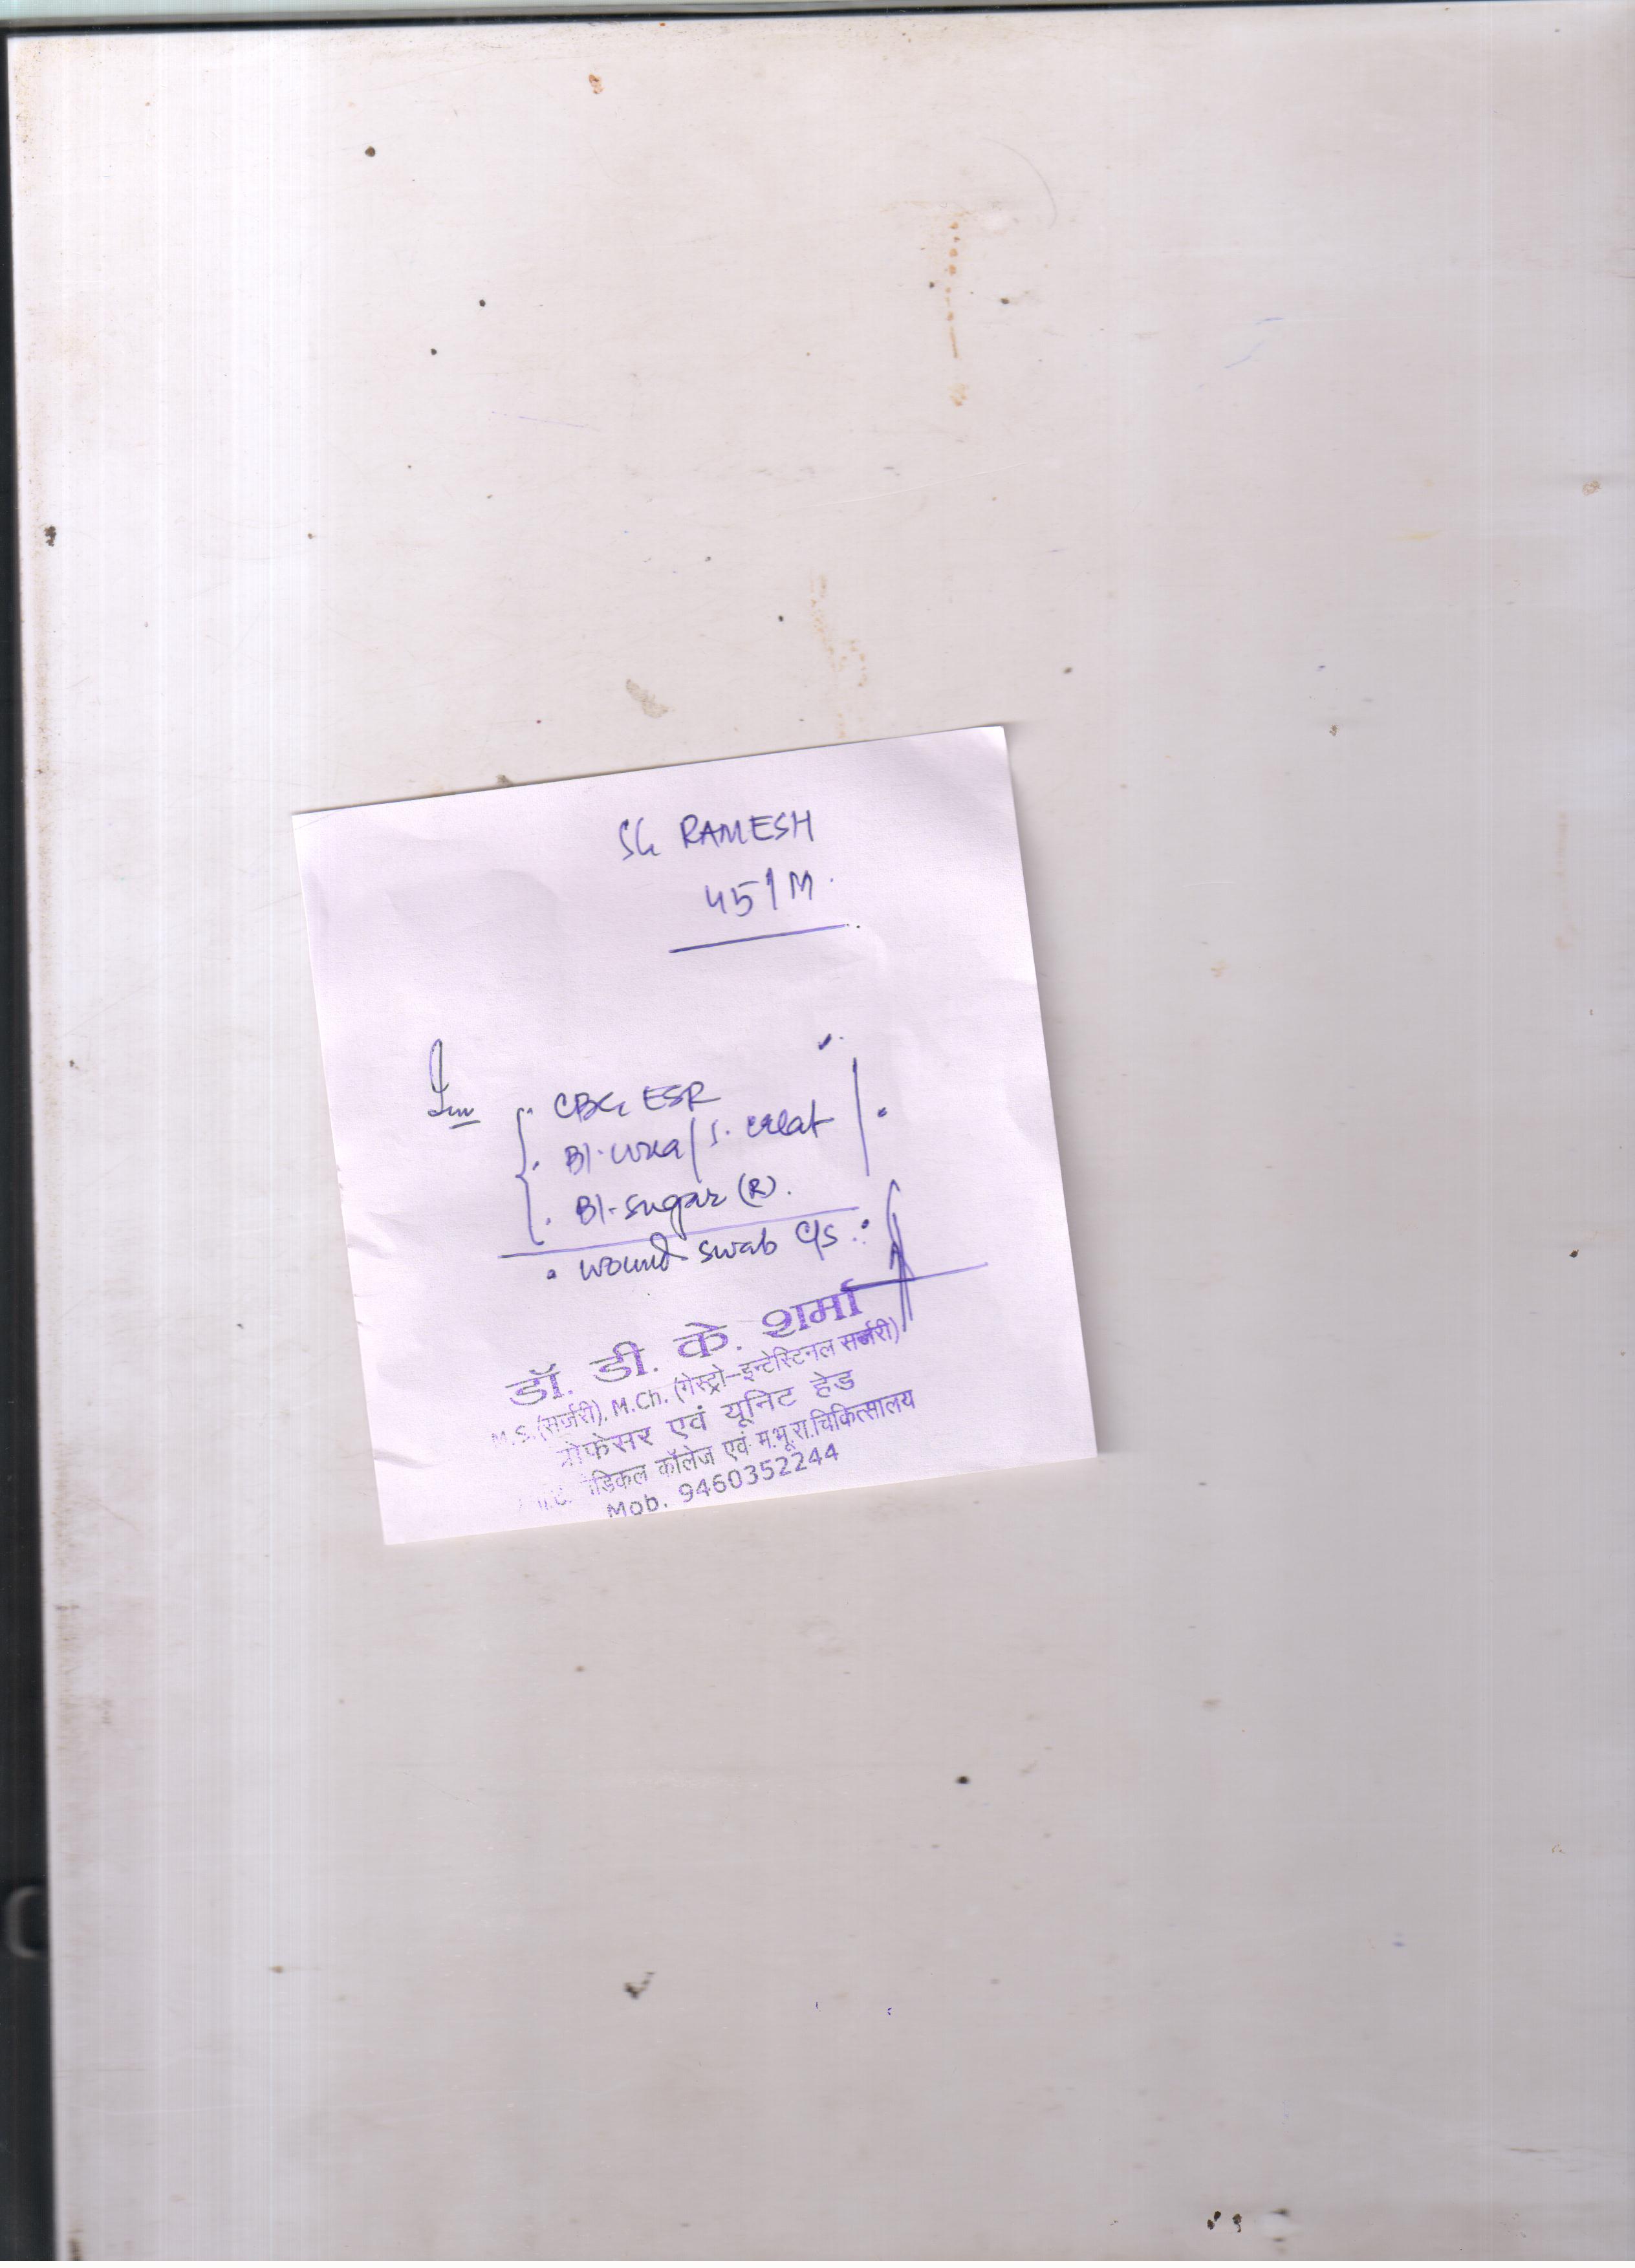 Sh RAMESH
45/M.
Inv
CBC, ESR
Bl. urea / S. creat
Bl. sugar (R).
wound swab C/S
डॉ. डी. के. शर्मा
M.S. (सर्जरी), M.Ch. (गेस्ट्रो-इन्टेस्टिनल सर्जरी)
प्रोफेसर एवं यूनिट हेड
मेडिकल कॉलेज एवं म.भू.रा.चिकित्सालय
Mob. 9460352244